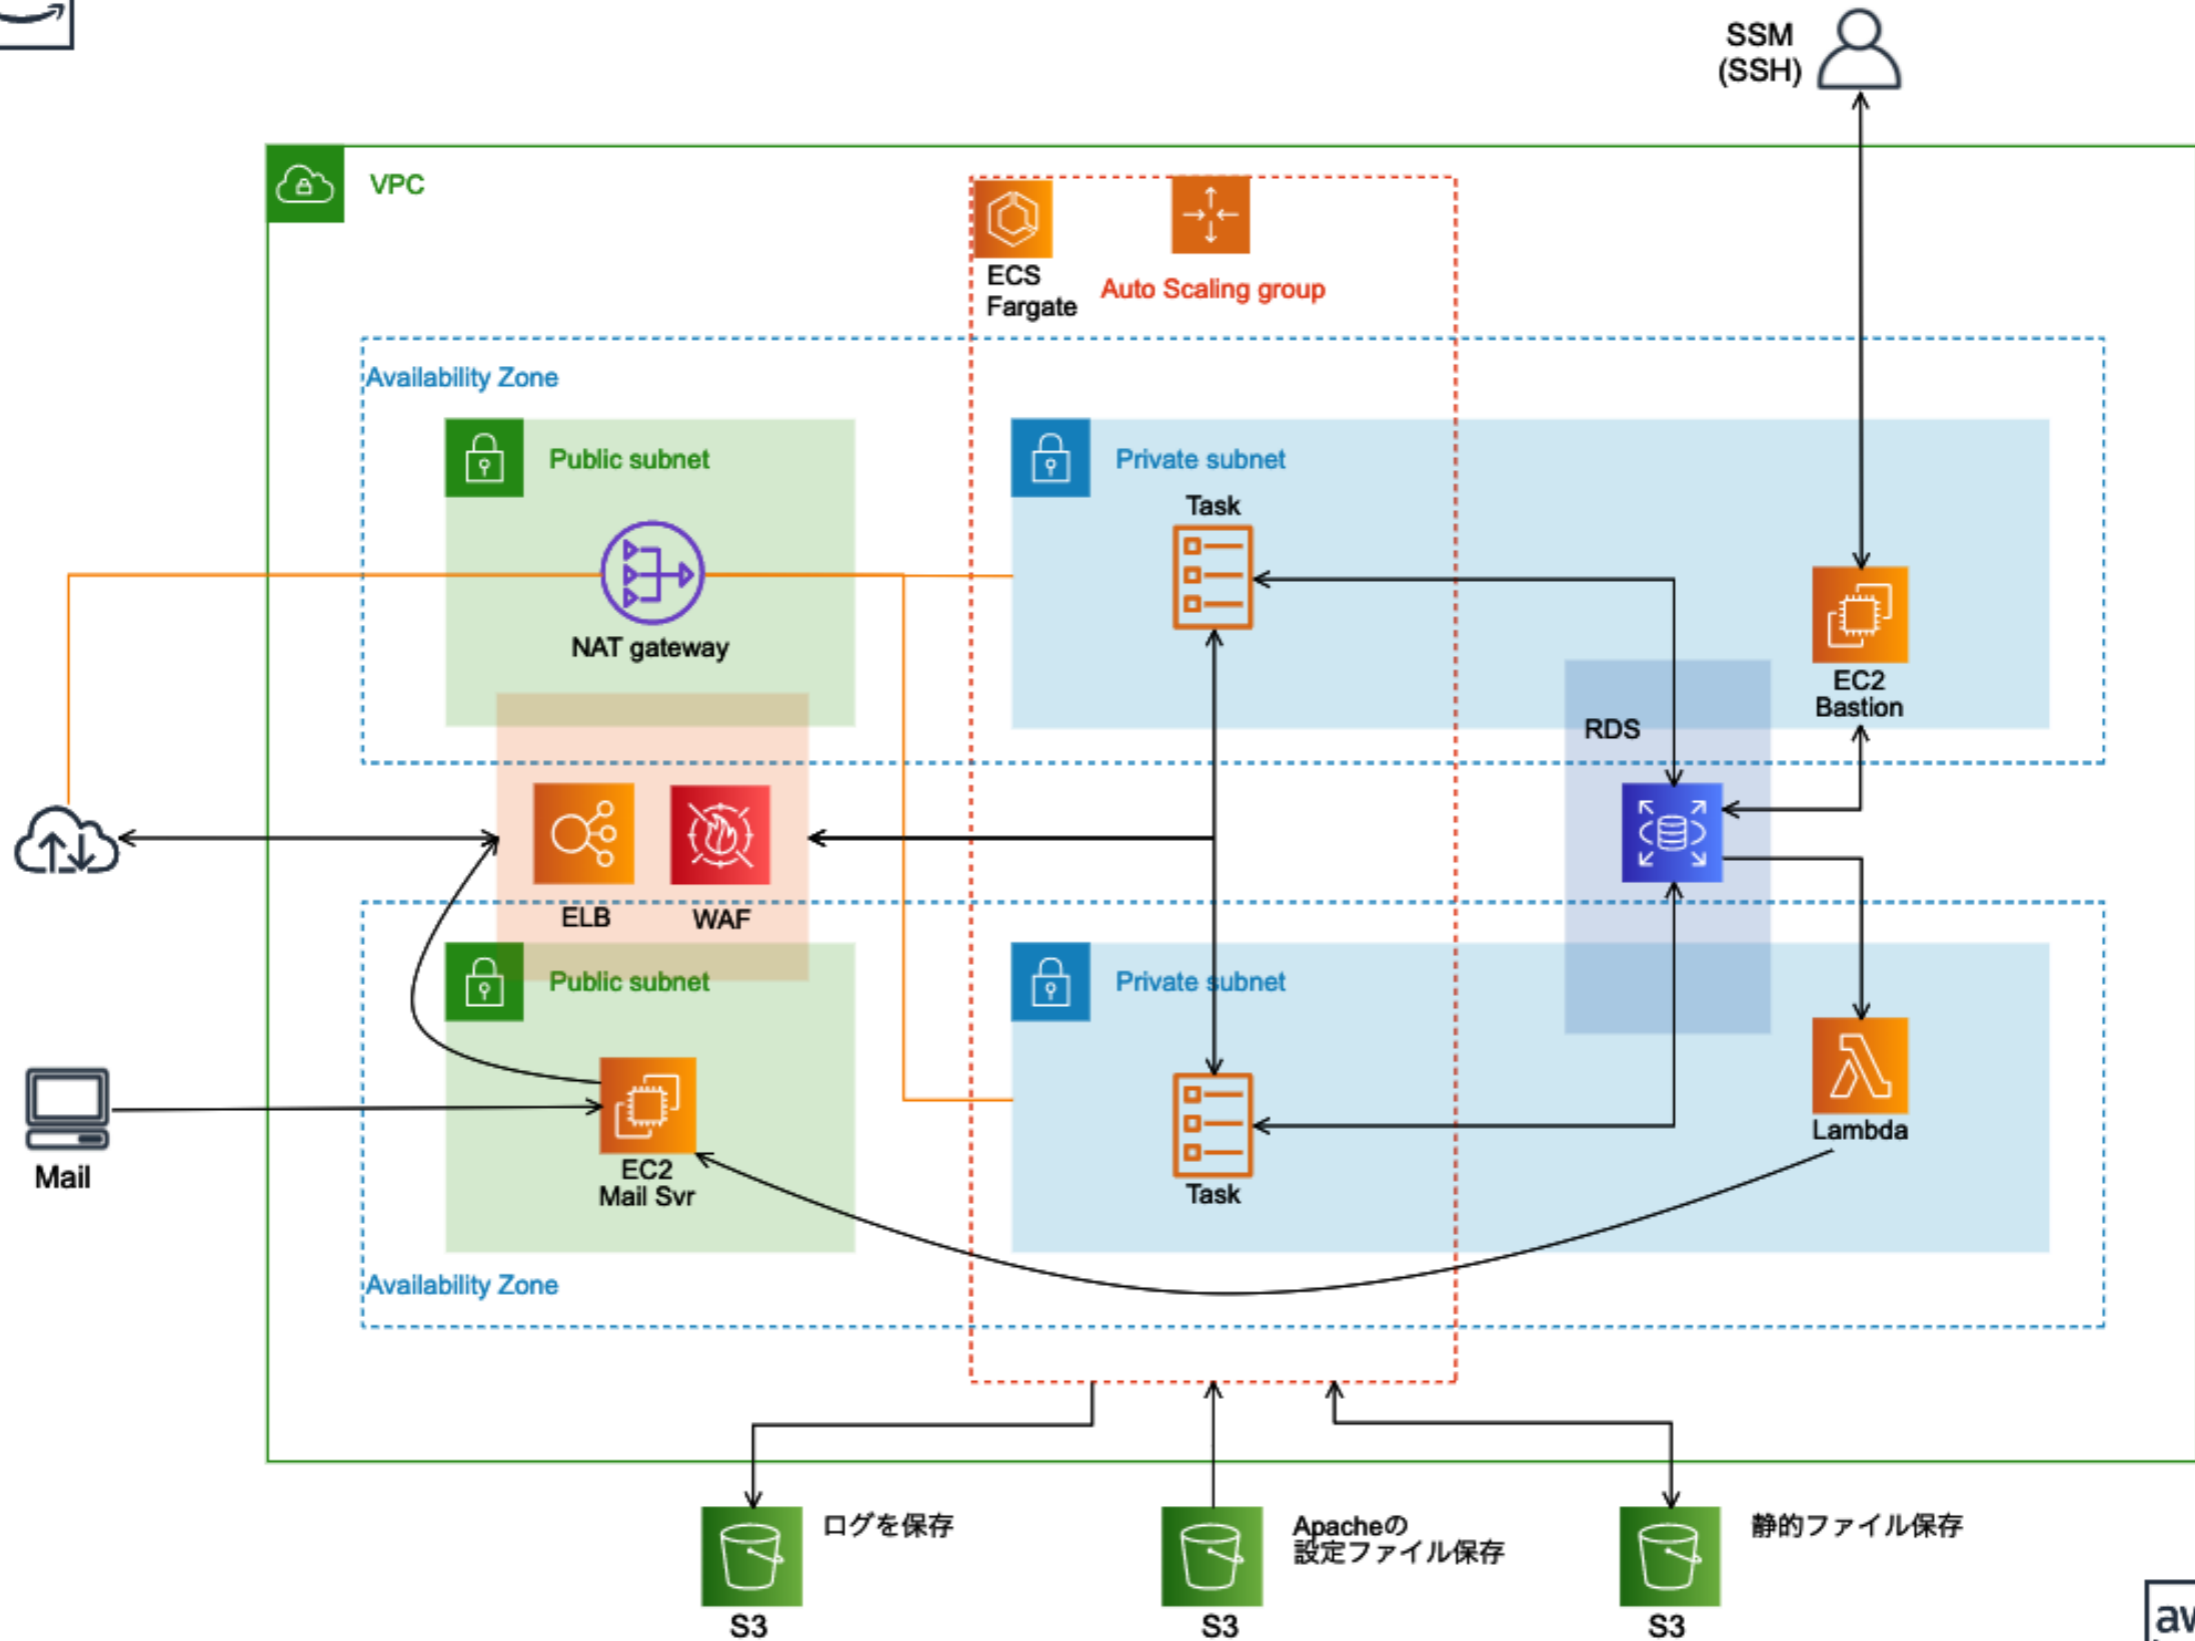 SSM
(SSH)
VPC
ECS
Fargate
Auto Scaling group
Availability Zone
Public subnet
Private subnet
Task
NAT gateway
EC2
Bastion
RDS
ELB
WAF
Public subnet
Private subnet
Mail
EC2
Mail Svr
Task
Lambda
Availability Zone
ログを保存
S3
Apacheの
設定ファイル保存
S3
静的ファイル保存
S3